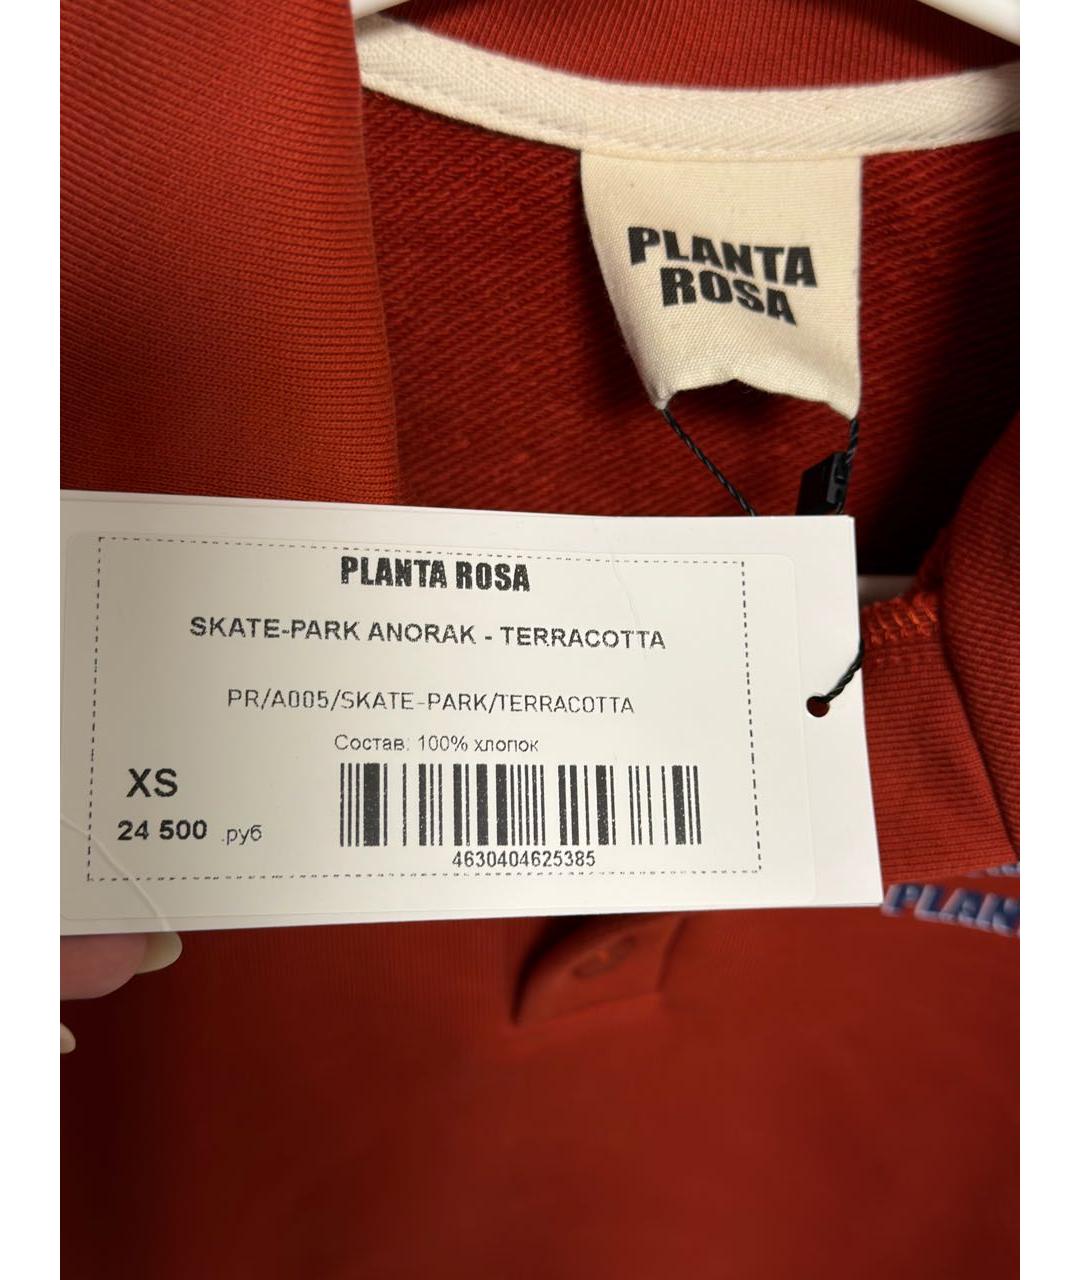 PLANTA
ROSA
PLANTA ROSA
SKATE-PARK ANORAK - TERRACOTTA
PR/A005/SKATE-PARK/TERRACOTTA
Состав: 100% хлопок
XS
24 500 .руб
4630404625385
PLAN